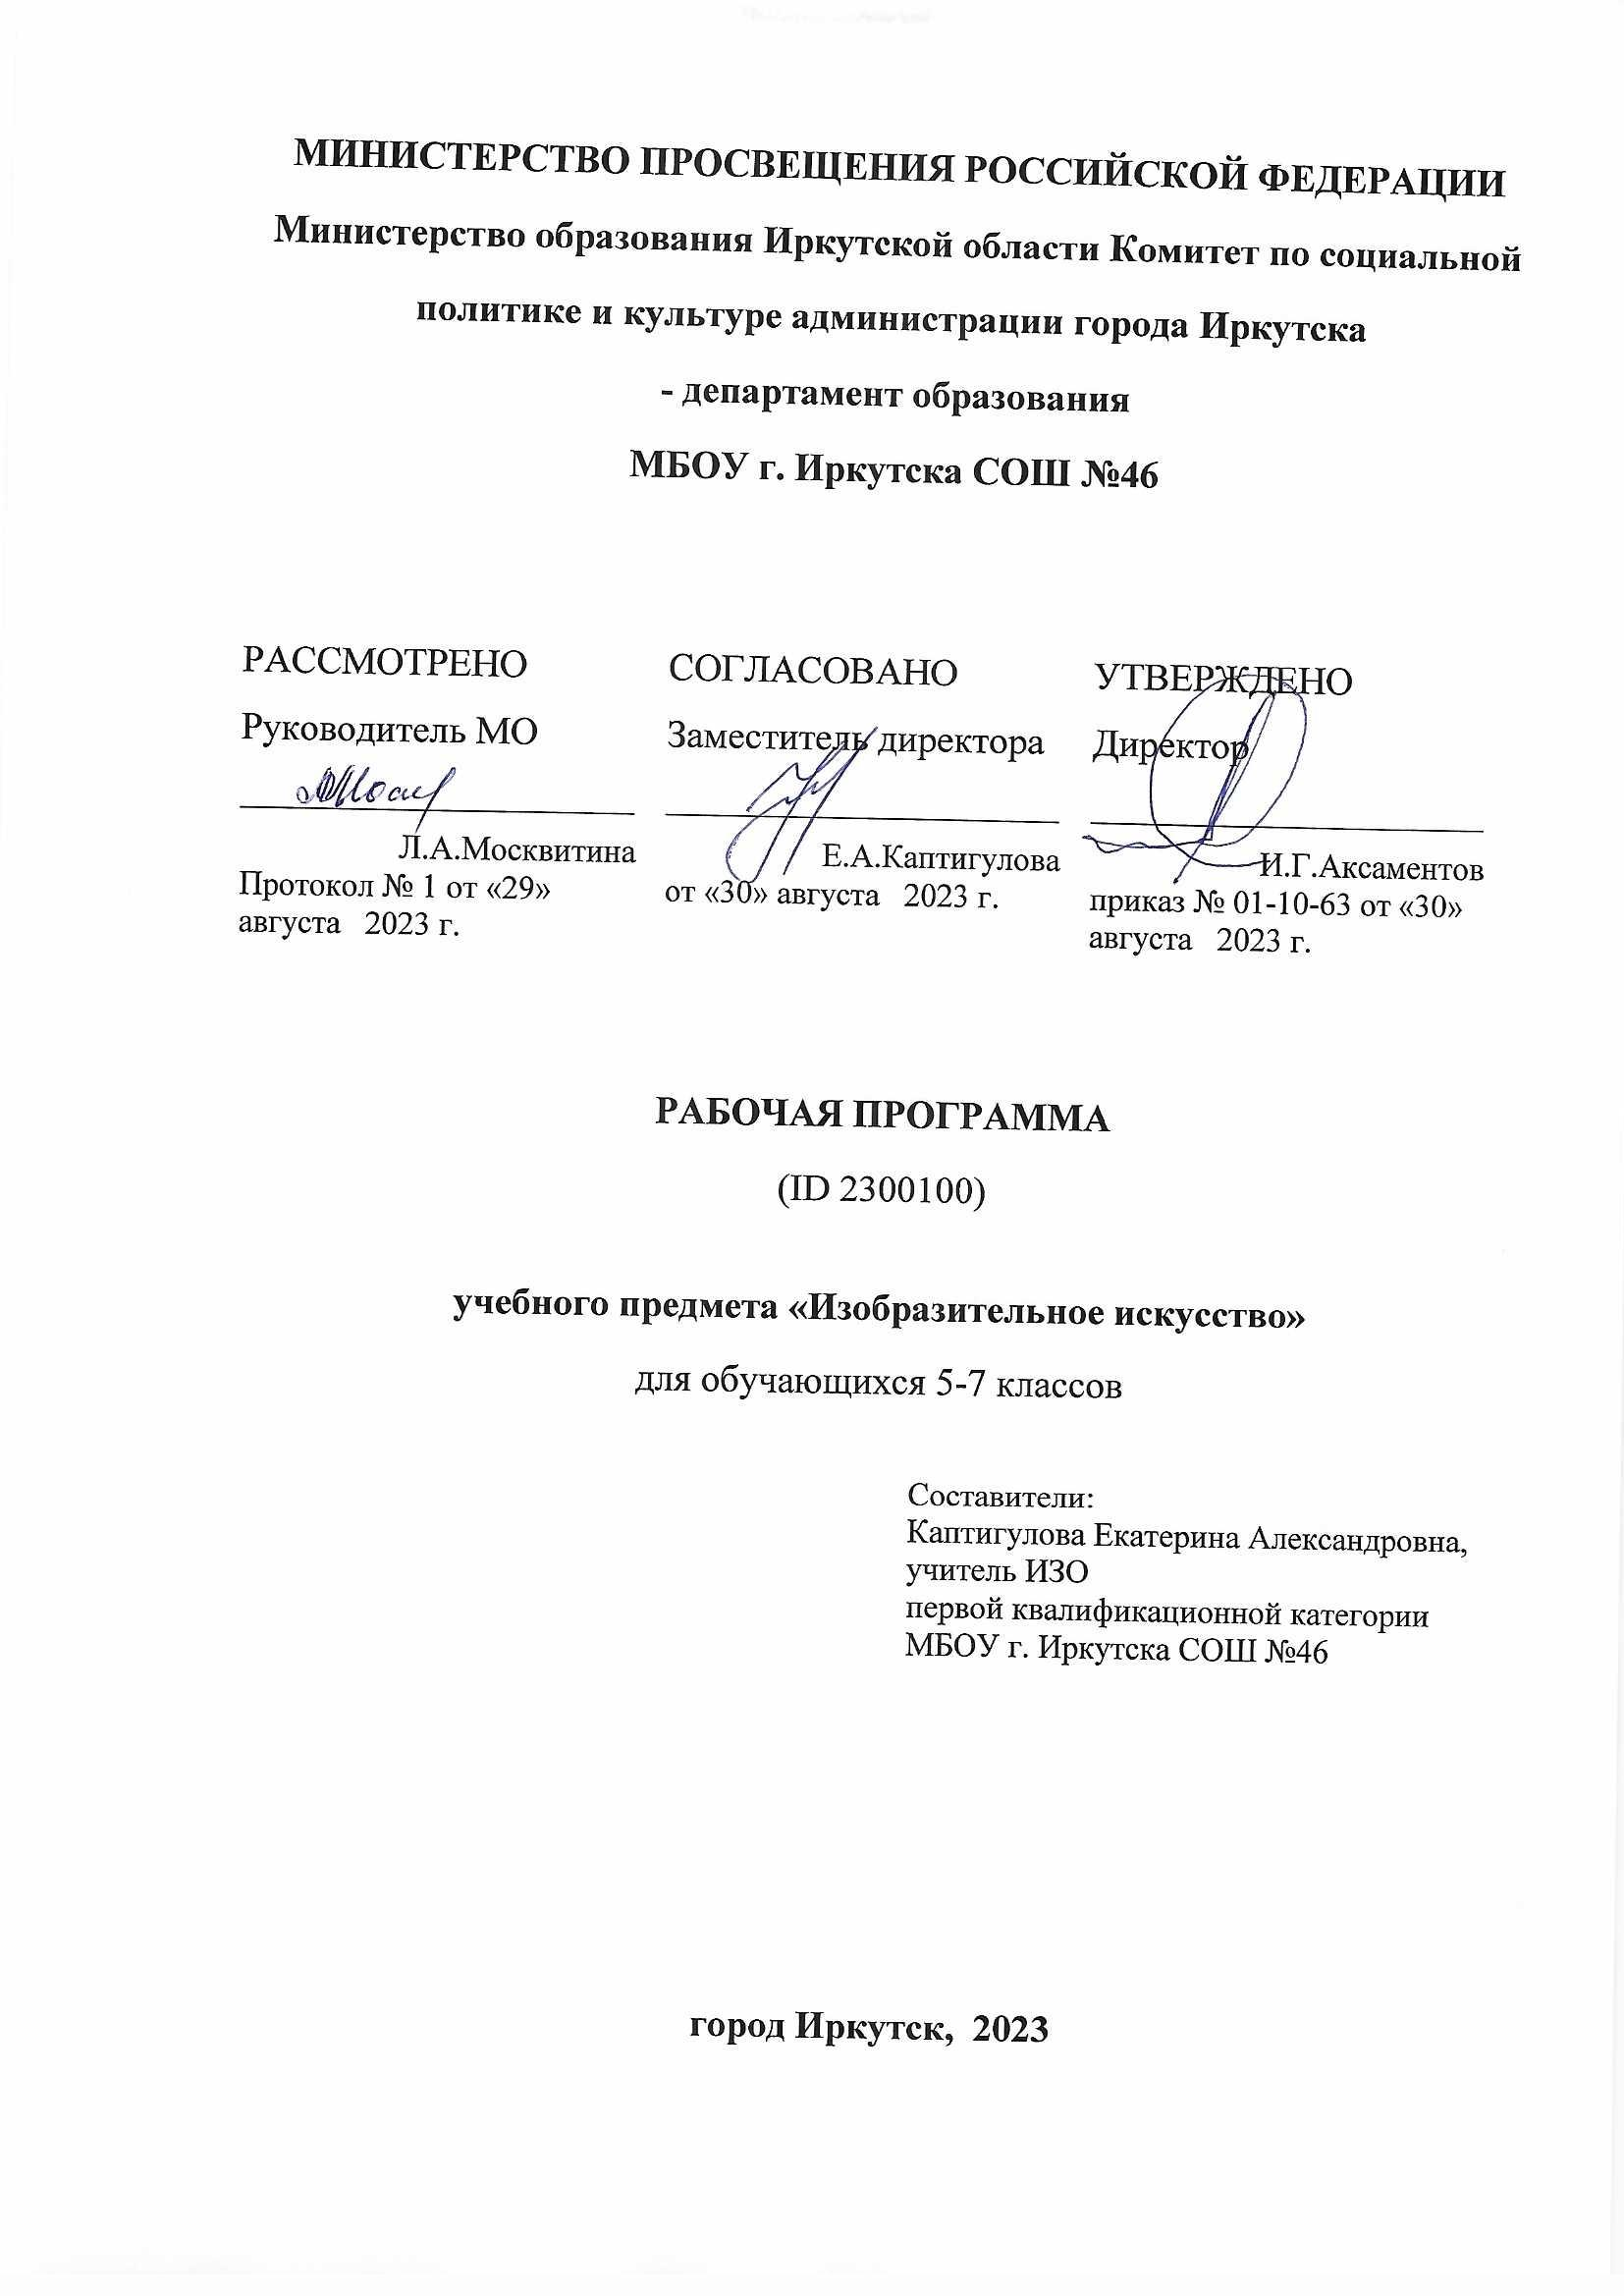 МИНИСТЕРСТВО ПРОСВЕЩЕНИЯ РОССИЙСКОЙ ФЕДЕРАЦИИ
Министерство образования Иркутской области Комитет по социальной
политике и культуре администрации города Иркутска
- департамент образования
МБОУ г. Иркутска СОШ №46
РАССМОТРЕНО
Руководитель МО
Л.А.Москвитина
Протокол № 1 от «29»
августа 2023 г.
СОГЛАСОВАНО
Заместитель директора
Е.А.Каптигулова
от «30» августа 2023 г.
УТВЕРЖДЕНО
Директор
И.Г.Аксаментов
приказ № 01-10-63 от «30»
августа 2023 г.
РАБОЧАЯ ПРОГРАММА
(ID 2300100)
учебного предмета «Изобразительное искусство»
для обучающихся 5-7 классов
Составители:
Каптигулова Екатерина Александровна,
учитель ИЗО
первой квалификационной категории
МБОУ г. Иркутска СОШ №46
город Иркутск, 2023